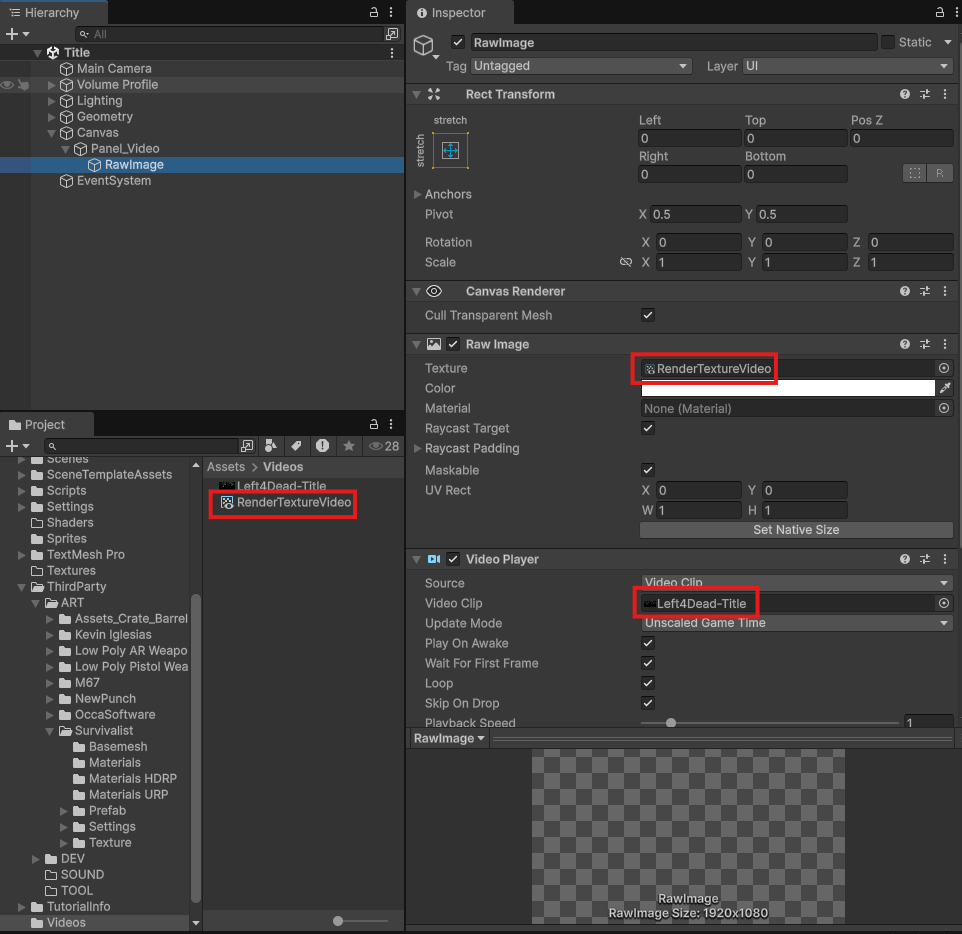 Hierarchy
All
Title
Main Camera
Volume Profile
Lighting
Geometry
Canvas
Panel_Video
RawImage
EventSystem
Project
28
Scenes
SceneTemplateAssets
Scripts
Settings
Shaders
Sprites
TextMesh Pro
Textures
ThirdParty
ART
Assets_Crate_Barrel
Kevin Iglesias
Low Poly AR Weapo
Low Poly Pistol Wea
M67
NewPunch
OccaSoftware
Survivalist
Basemesh
Materials
Materials HDRP
Materials URP
Prefab
Settings
Texture
DEV
SOUND
TOOL
TutorialInfo
Videos
Assets > Videos
Left4Dead-Title
RenderTextureVideo
Inspector
RawImage Static
Tag Untagged Layer UI
Rect Transform
stretch
stretch
Left Top Pos Z
0 0 0
Right Bottom
0 0 R
Anchors
Pivot X 0.5 Y 0.5
Rotation X 0 Y 0 Z 0
Scale X 1 Y 1 Z 1
Canvas Renderer
Cull Transparent Mesh
Raw Image
Texture RenderTextureVideo
Color
Material None (Material)
Raycast Target
Raycast Padding
Maskable
UV Rect X 0 Y 0
W 1 H 1
Set Native Size
Video Player
Source Video Clip
Video Clip Left4Dead-Title
Update Mode Unscaled Game Time
Play On Awake
Wait For First Frame
Loop
Skip On Drop
Playback Speed 1
RawImage
RawImage
RawImage Size: 1920x1080